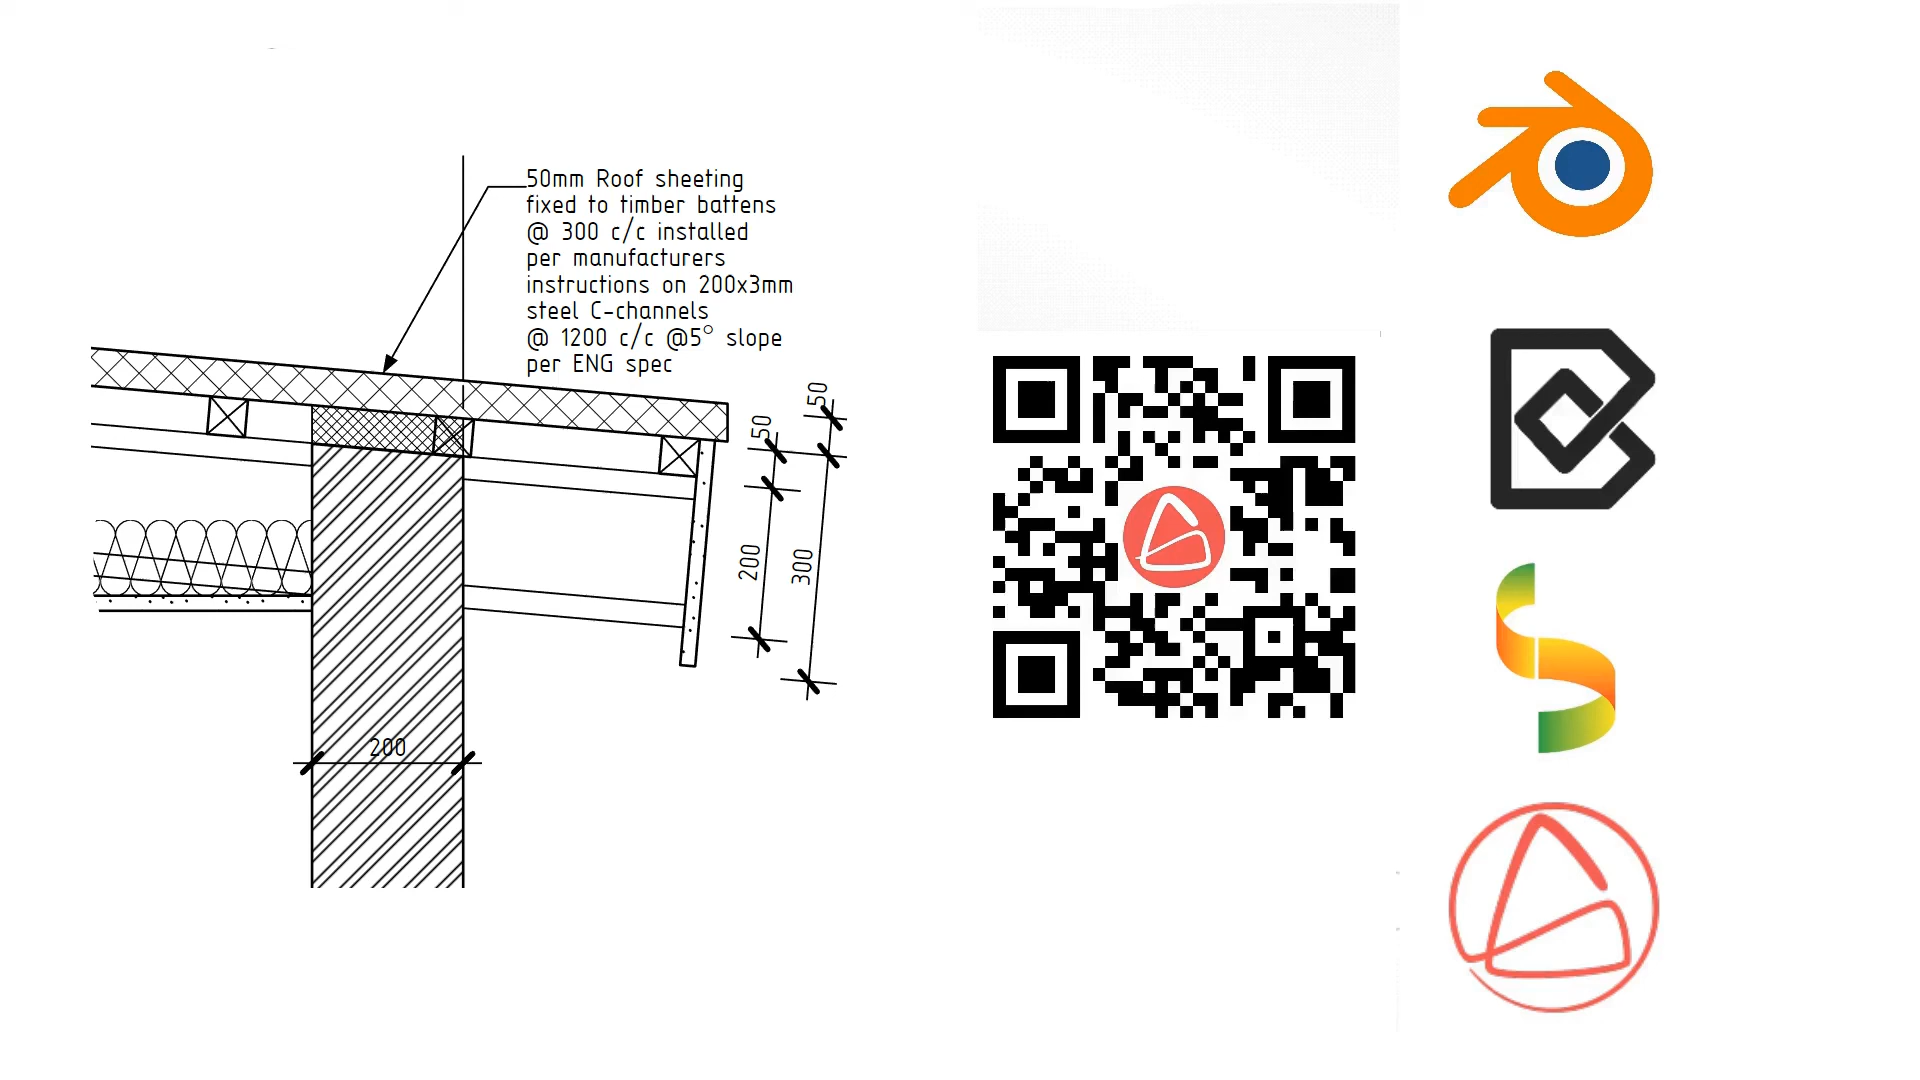 50mm Roof sheeting
fixed to timber battens
@ 300 c/c installed
per manufacturers
instructions on 200x3mm
steel C-channels
@ 1200 c/c @5° slope
per ENG spec
50
50
200
300
200